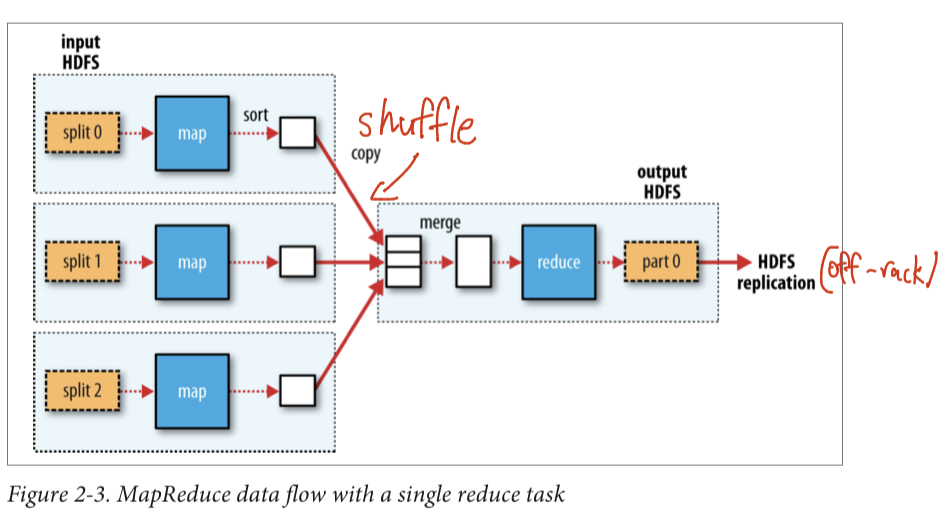 input
HDFS
split 0
map
sort
shuffle
copy
output
HDFS
split 1
map
merge
reduce
part 0
HDFS
replication
(off-rack)
split 2
map
Figure 2-3. MapReduce data flow with a single reduce task